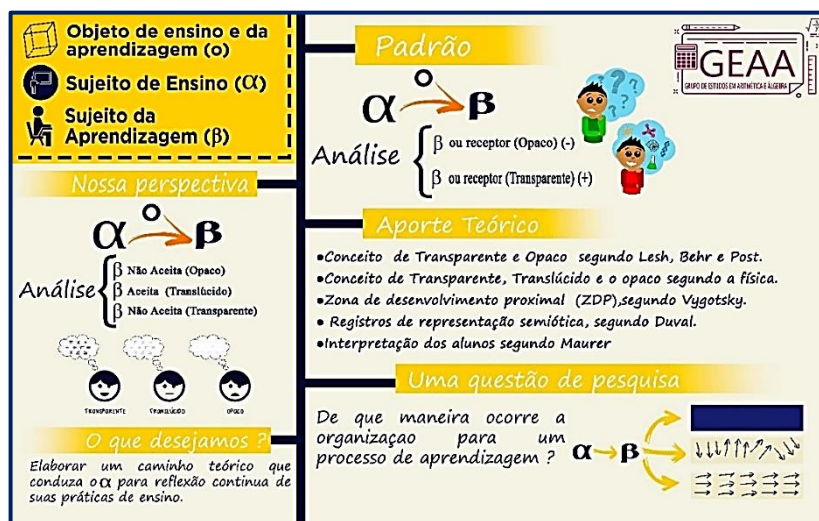 Objeto de ensino e da
aprendizagem (o)
Sujeito de Ensino (α)
Sujeito da
Aprendizagem (β)
Padrão
α o β
Análise
β ou receptor (Opaco) (-)
β ou receptor (Transparente) (+)
GEAA
GRUPO DE ESTUDOS EM ARITMÉTICA E ÁLGEBRA
Nossa perspectiva
α o β
Análise
β Não Aceita (Opaco)
β Aceita (Translúcido)
β Não Aceita (Transparente)
TRANSPARENTE
TRANSLÚCIDO
OPACO
O que desejamos ?
Elaborar um caminho teórico que
conduza o α para reflexão continua de
suas práticas de ensino.
Aporte Teórico
•Conceito de Transparente e Opaco segundo Lesh, Behr e Post.
•Conceito de Transparente, Translúcido e o opaco segundo a física.
•Zona de desenvolvimento proximal (ZDP),segundo Vygotsky.
• Registros de representação semiótica, segundo Duval.
•Interpretação dos alunos segundo Maurer
Uma questão de pesquisa
De que maneira ocorre a
organizaçao para um
processo de aprendizagem ?
α → β